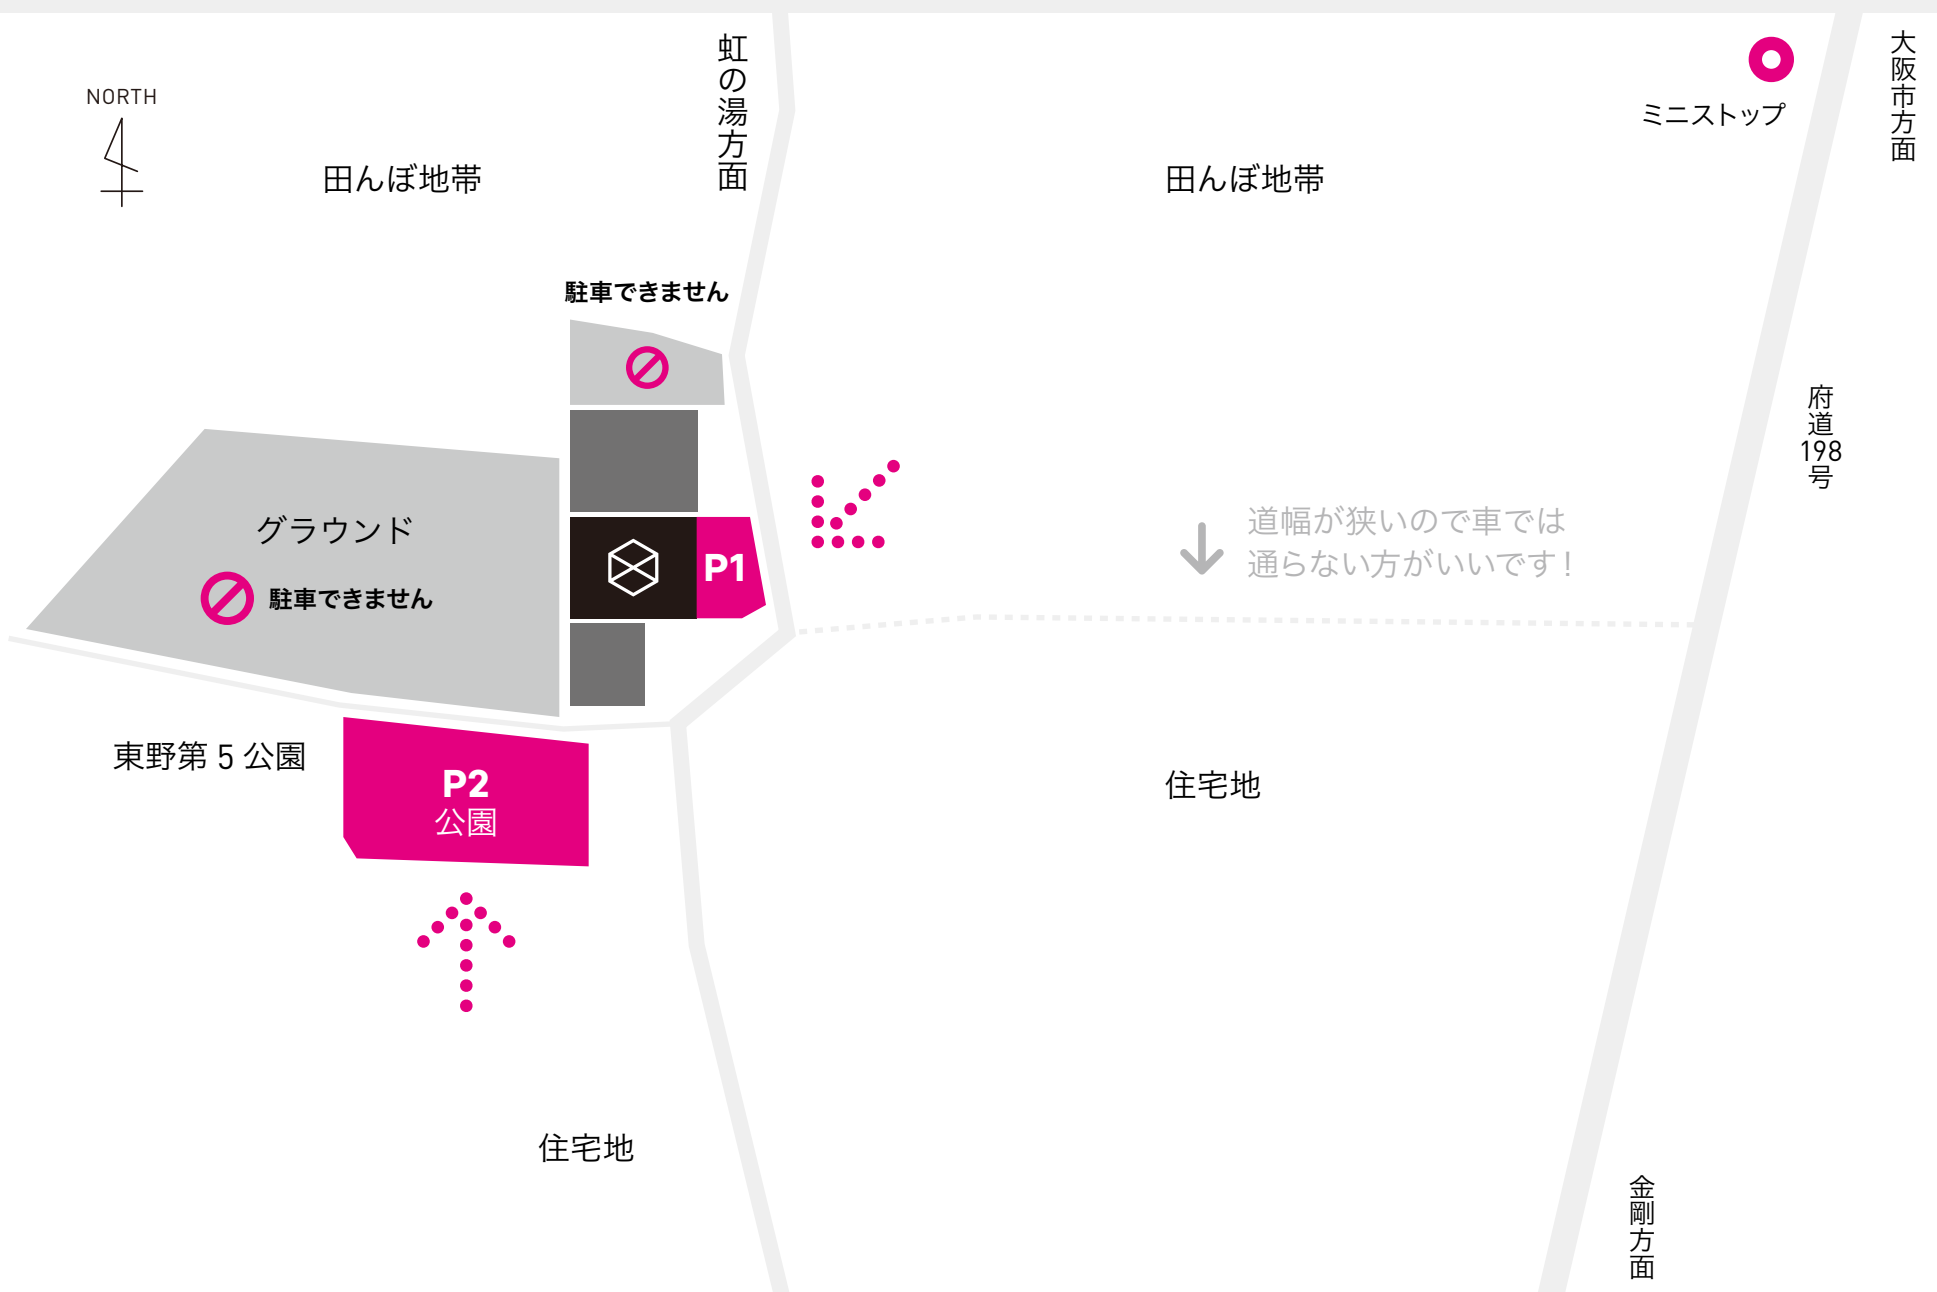 NORTH
虹の湯方面
大阪市方面
ミニストップ
田んぼ地帯
田んぼ地帯
駐車できません
府道198号
グラウンド
駐車できません
P1
道幅が狭いので車では
通らない方がいいです！
東野第 5 公園
P2
公園
住宅地
住宅地
金剛方面